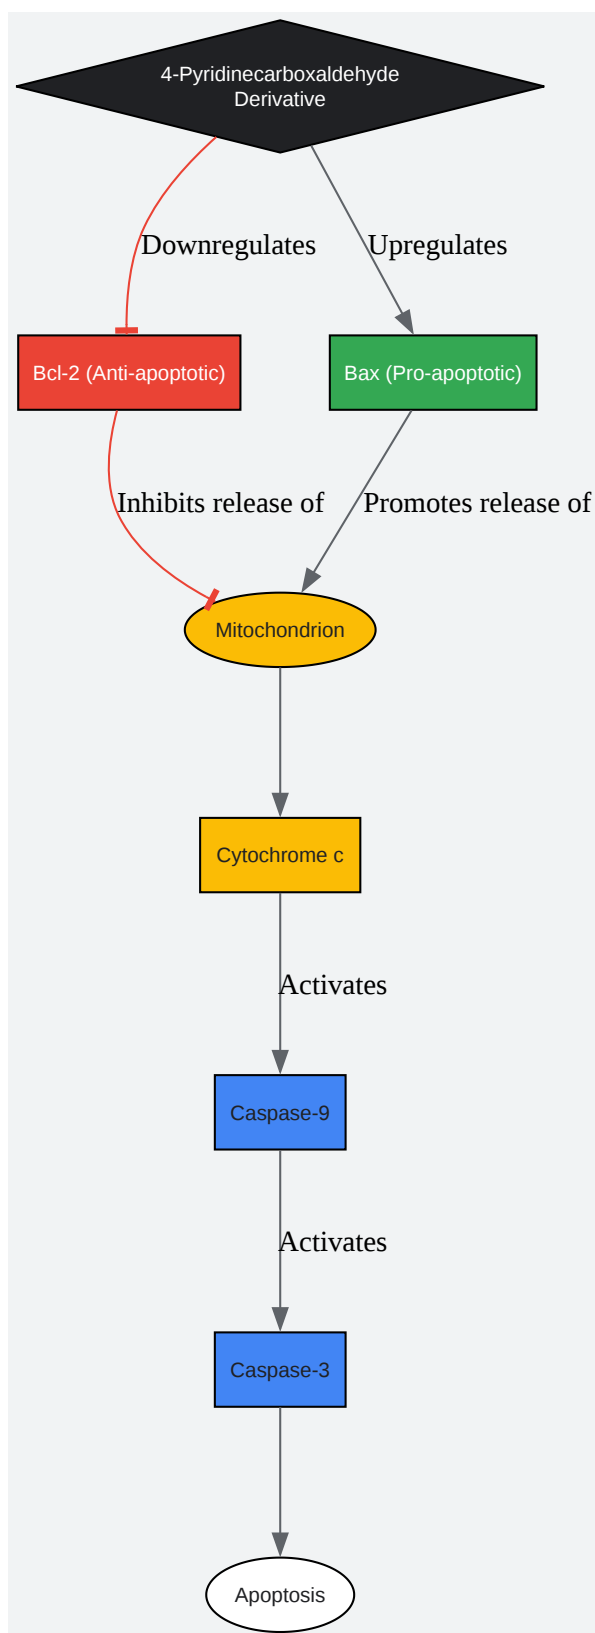 4-Pyridinecarboxaldehyde
Derivative
Downregulates
Upregulates
Bcl-2 (Anti-apoptotic)
Bax (Pro-apoptotic)
Inhibits release of
Promotes release of
Mitochondrion
Cytochrome c
Activates
Caspase-9
Activates
Caspase-3
Apoptosis